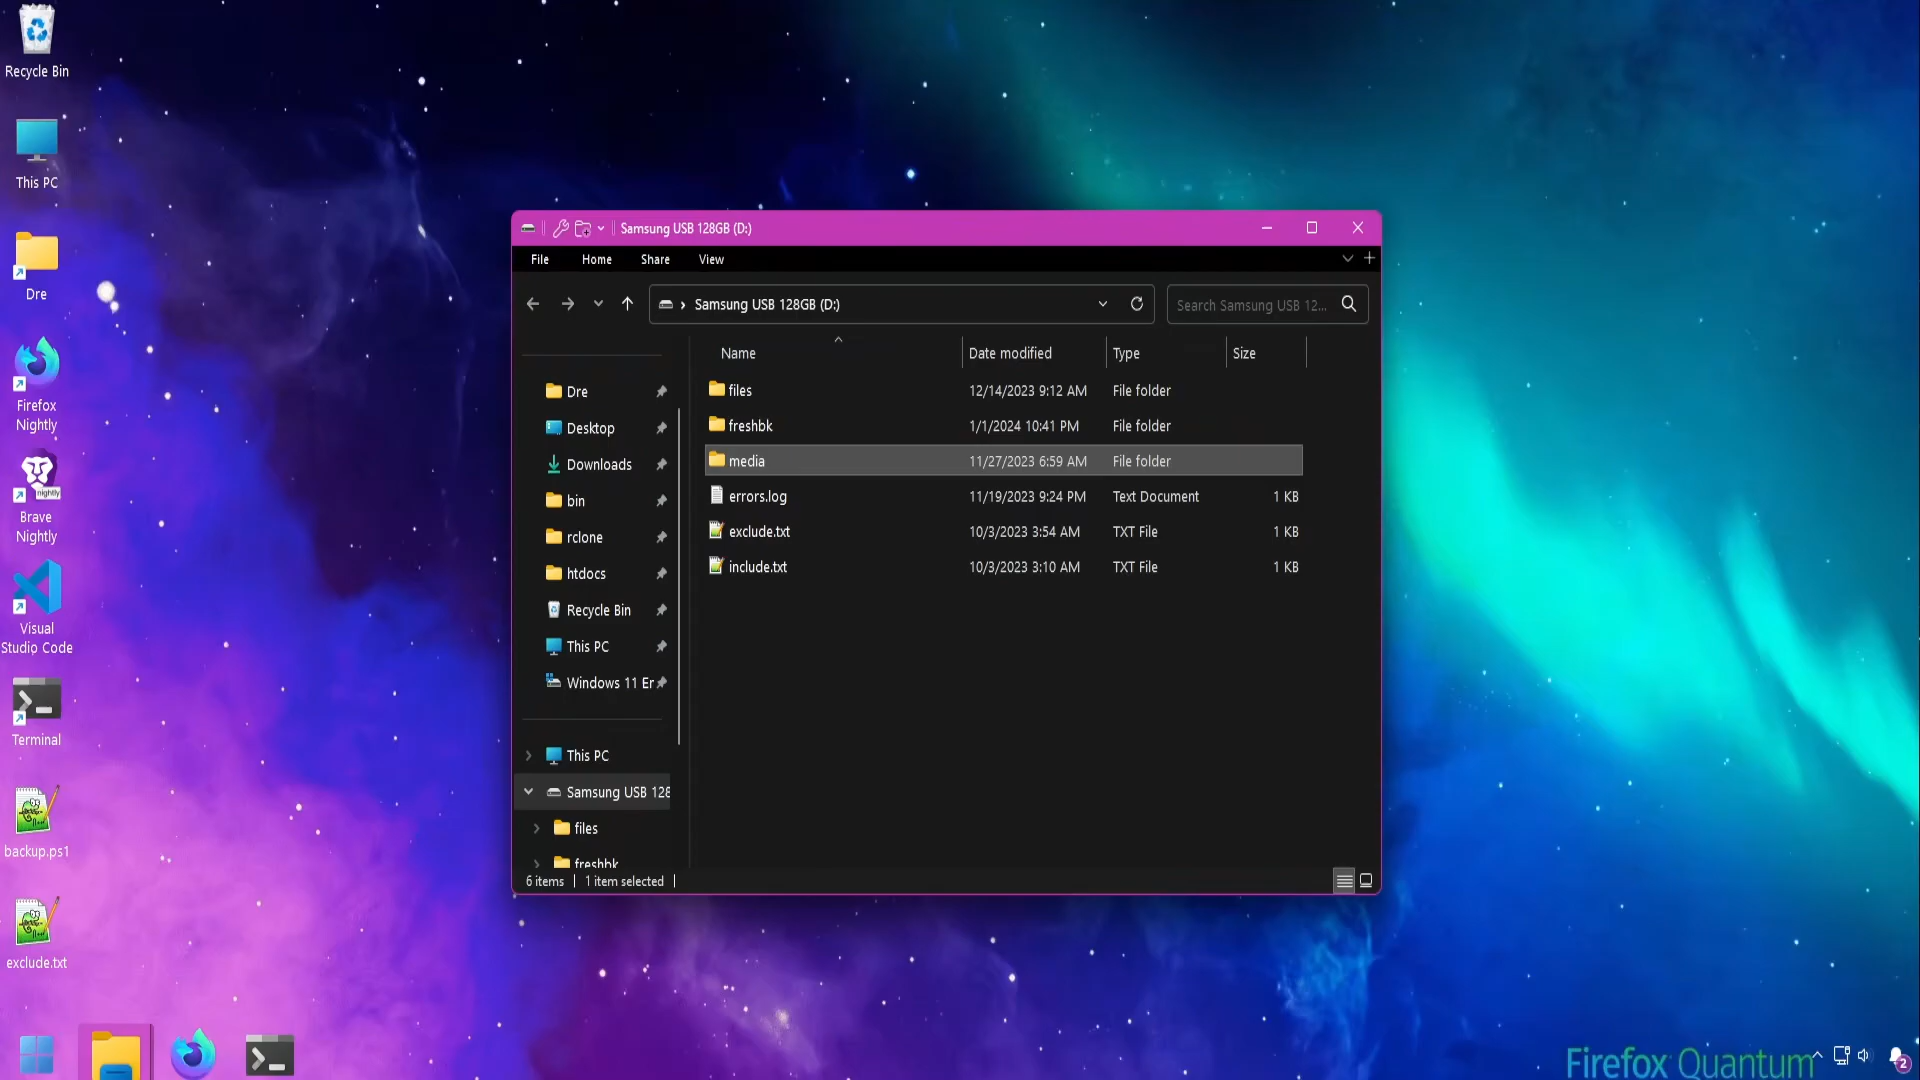 Recycle Bin
This PC
Dre
Firefox
Nightly
nightly
Brave
Nightly
Visual
Studio Code
Terminal
backup.ps1
exclude.txt
Samsung USB 128GB (D:)
File Home Share View
Samsung USB 128GB (D:)
Search Samsung USB 12...
Name Date modified Type Size
files 12/14/2023 9:12 AM File folder
freshbk 1/1/2024 10:41 PM File folder
media 11/27/2023 6:59 AM File folder
errors.log 11/19/2023 9:24 PM Text Document 1 KB
exclude.txt 10/3/2023 3:54 AM TXT File 1 KB
include.txt 10/3/2023 3:10 AM TXT File 1 KB
Dre
Desktop
Downloads
bin
rclone
htdocs
Recycle Bin
This PC
Windows 11 Er
This PC
Samsung USB 128
files
freshbk
6 items 1 item selected
Firefox Quantum
2